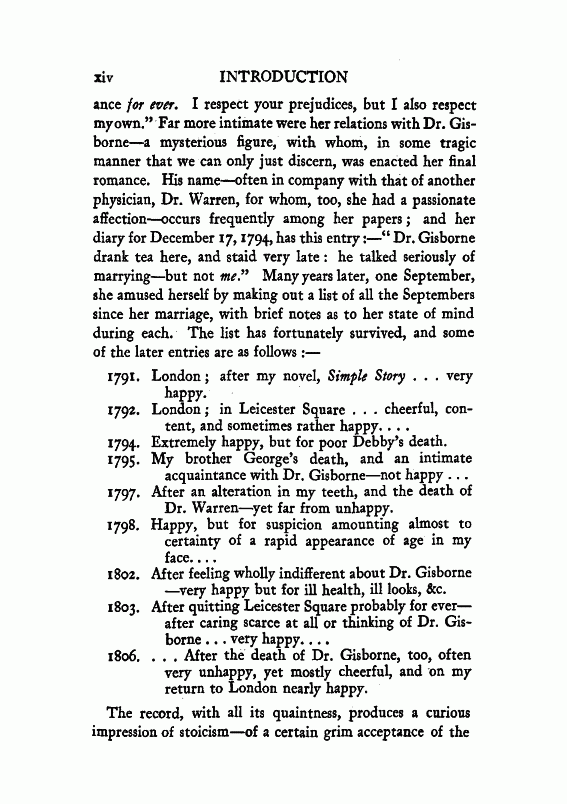 xiv INTRODUCTION
ance for ever. I respect your prejudices, but I also respect
my own.” Far more intimate were her relations with Dr. Gis-
borne—a mysterious figure, with whom, in some tragic
manner that we can only just discern, was enacted her final
romance. His name—often in company with that of another
physician, Dr. Warren, for whom, too, she had a passionate
affection—occurs frequently among her papers; and her
diary for December 17, 1794, has this entry:—“Dr. Gisborne
drank tea here, and staid very late: he talked seriously of
marrying—but not me.” Many years later, one September,
she amused herself by making out a list of all the Septembers
since her marriage, with brief notes as to her state of mind
during each. The list has fortunately survived, and some
of the later entries are as follows:—
1791. London; after my novel, Simple Story . . . very
happy.
1792. London; in Leicester Square . . . cheerful, con-
tent, and sometimes rather happy. . . .
1794. Extremely happy, but for poor Debby’s death.
1795. My brother George’s death, and an intimate
acquaintance with Dr. Gisborne—not happy . . .
1797. After an alteration in my teeth, and the death of
Dr. Warren—yet far from unhappy.
1798. Happy, but for suspicion amounting almost to
certainty of a rapid appearance of age in my
face. . . .
1802. After feeling wholly indifferent about Dr. Gisborne
—very happy but for ill health, ill looks, &c.
1803. After quitting Leicester Square probably for ever—
after caring scarce at all or thinking of Dr. Gis-
borne . . . very happy. . . .
1806. . . . After the death of Dr. Gisborne, too, often
very unhappy, yet mostly cheerful, and on my
return to London nearly happy.
The record, with all its quaintness, produces a curious
impression of stoicism—of a certain grim acceptance of the